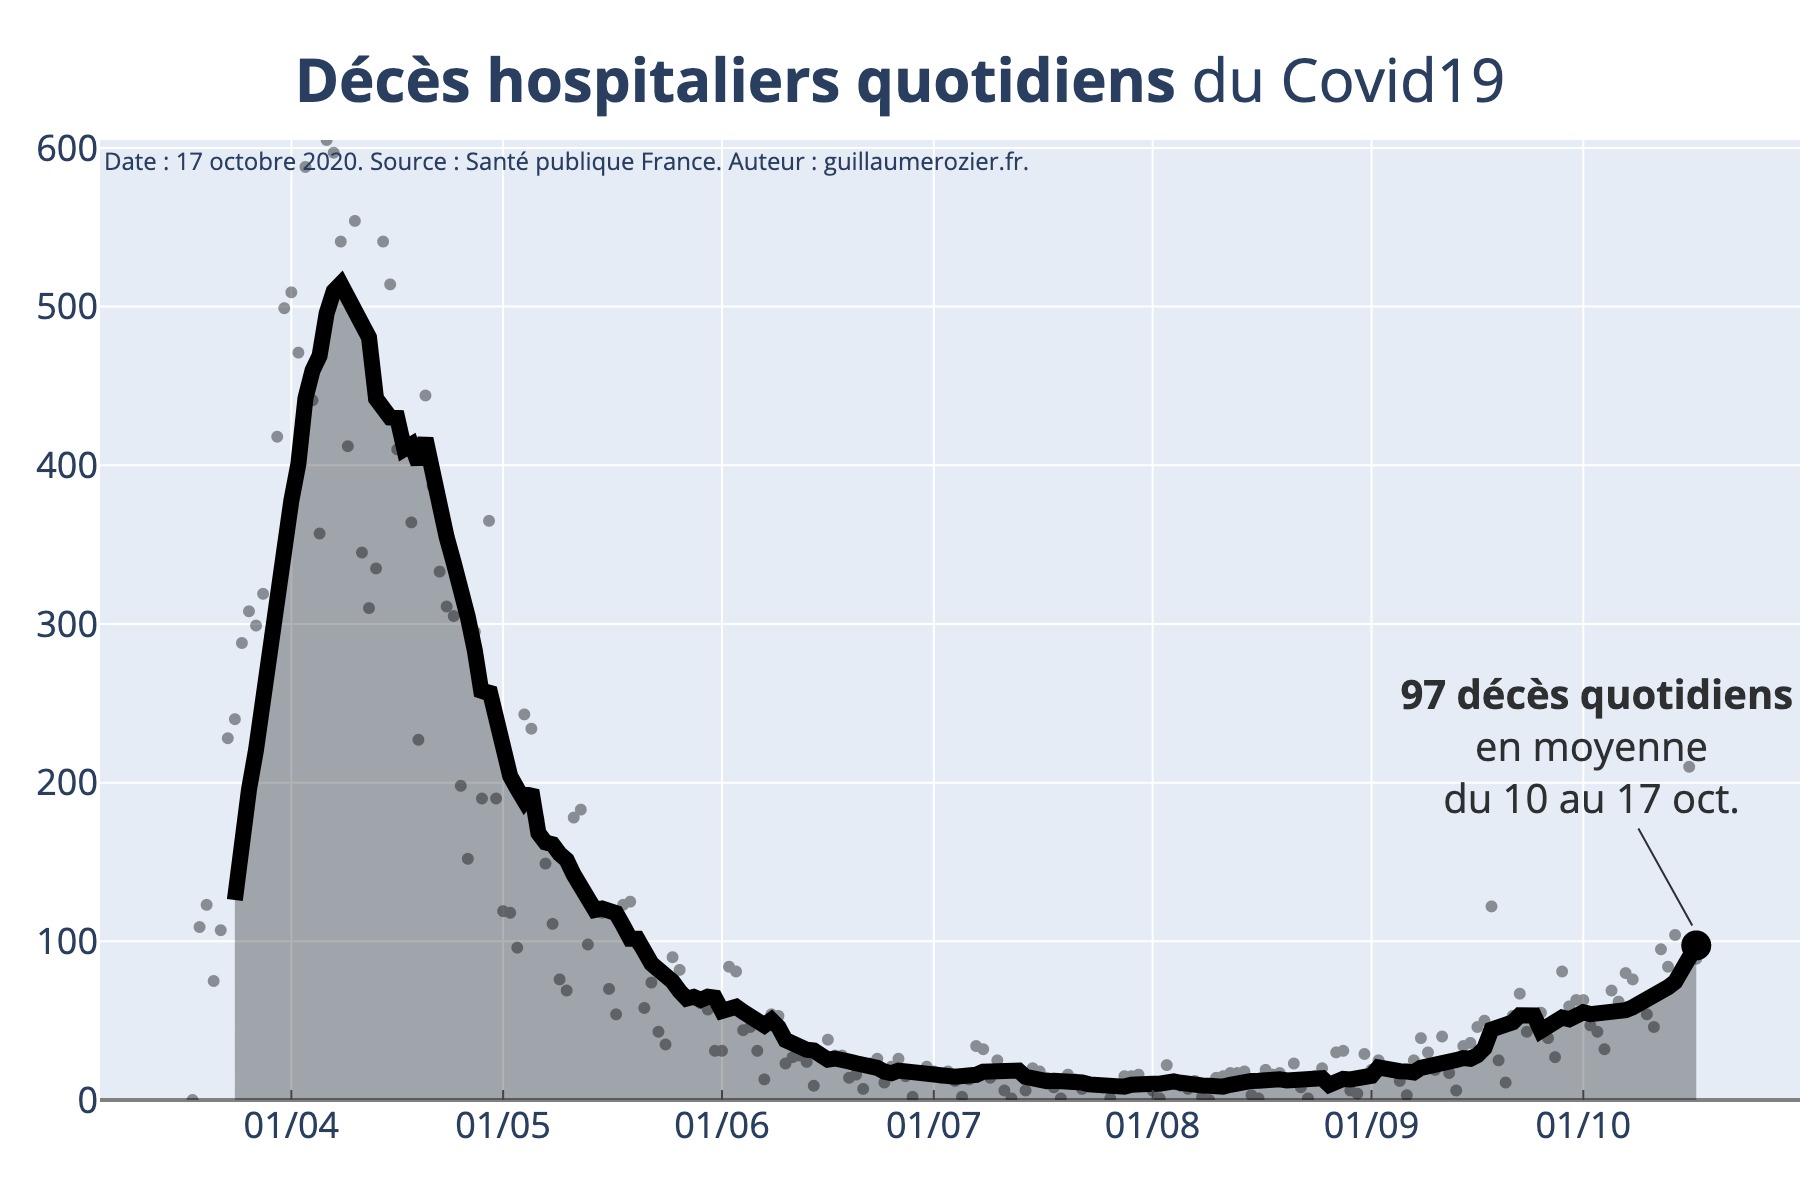 Décès hospitaliers quotidiens du Covid19
600
Date : 17 octobre 2020. Source : Santé publique France. Auteur : guillaumerozier.fr.
500
400
300
97 décès quotidiens
en moyenne
du 10 au 17 oct.
200
100
0
01/04 01/05 01/06 01/07 01/08 01/09 01/10